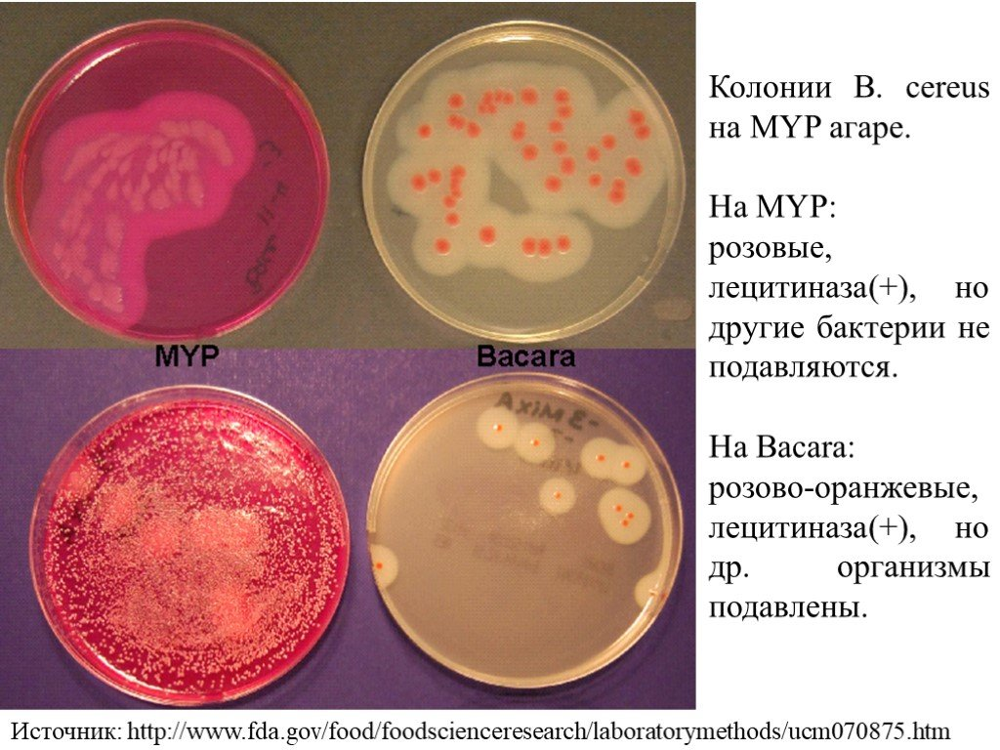 Колонии B. cereus
на MYP агаре.
На MYP:
розовые,
лецитиназа(+), но
другие бактерии не
подавляются.
На Bacara:
розово-оранжевые,
лецитиназа(+), но
др. организмы
подавлены.
MYP
Bacara
Источник: http://www.fda.gov/food/foodscienceresearch/laboratorymethods/ucm070875.htm